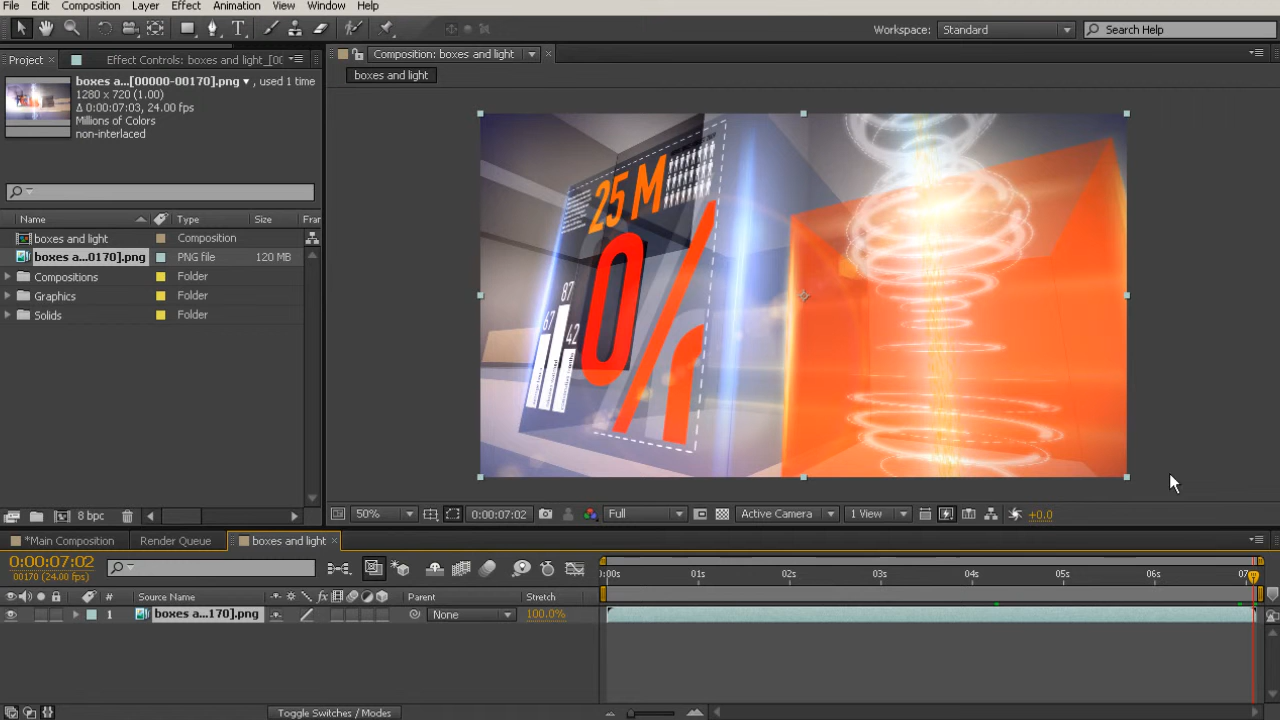 File Edit Composition Layer Effect Animation View Window Help
Workspace: Standard Search Help
Project Effect Controls: boxes and light_[0(
Composition: boxes and light
boxes and light
boxes a...[00000-00170].png ▾ , used 1 time
1280 x 720 (1.00)
Δ 0:00:07:03, 24.00 fps
Millions of Colors
non-interlaced
Name Type Size Frar
boxes and light Composition
boxes a...0170].png PNG file 120 MB
Compositions Folder
Graphics Folder
Solids Folder
25 M
0%
67 87 42
8 bpc
50% 0:00:07:02 Full Active Camera 1 View +0.0
*Main Composition Render Queue boxes and light
0:00:07:02
00170 (24.00 fps)
):00s 01s 02s 03s 04s 05s 06s 07
# Source Name fx Parent Stretch
1 boxes a...170].png None 100.0%
Toggle Switches / Modes